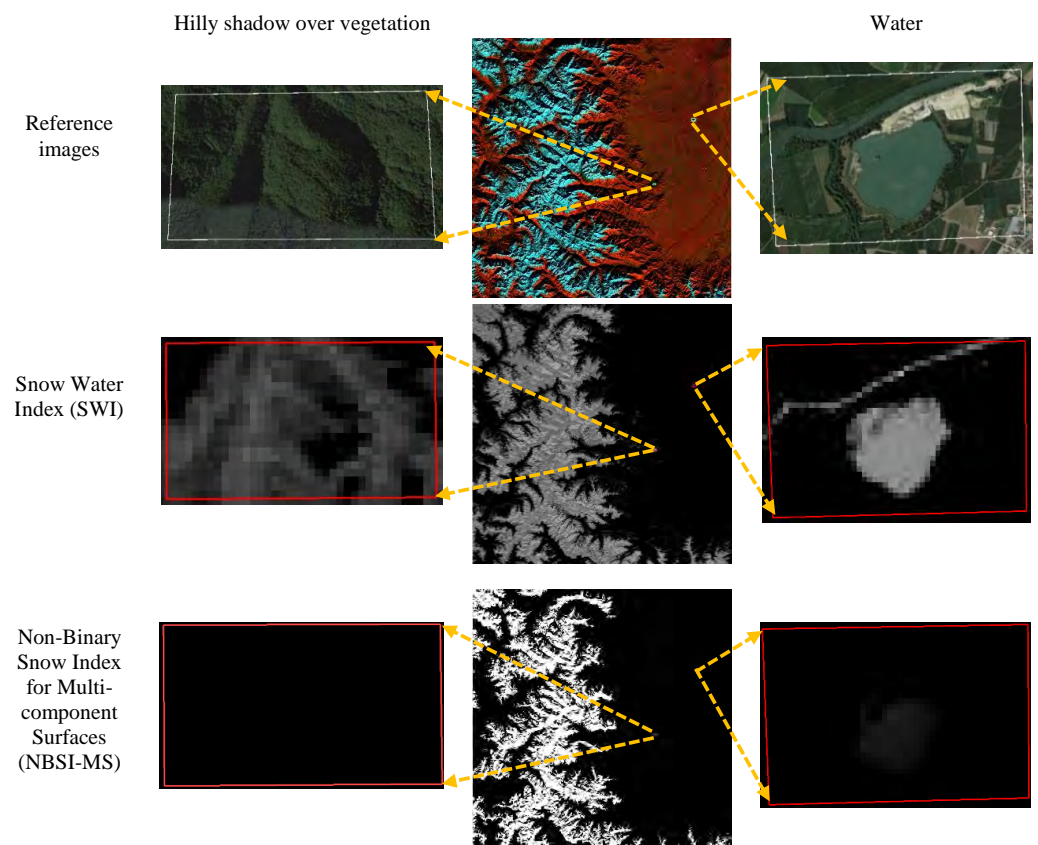 Hilly shadow over vegetation
Water
Reference
images
Snow Water
Index (SWI)
Non-Binary
Snow Index
for Multi-
component
Surfaces
(NBSI-MS)